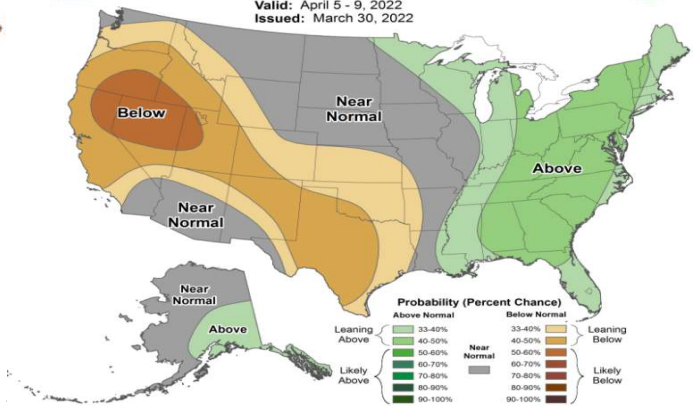 Valid: April 5 - 9, 2022
Issued: March 30, 2022
Near
Normal
Below
Above
Near
Normal
Near
Normal
Above
Probability (Percent Chance)
Above Normal
Below Normal
Leaning
Above
33-40%
40-50%
Likely
Above
50-60%
60-70%
70-80%
80-90%
90-100%
Near
Normal
33-40%
40-50%
Leaning
Below
50-60%
60-70%
70-80%
80-90%
90-100%
Likely
Below